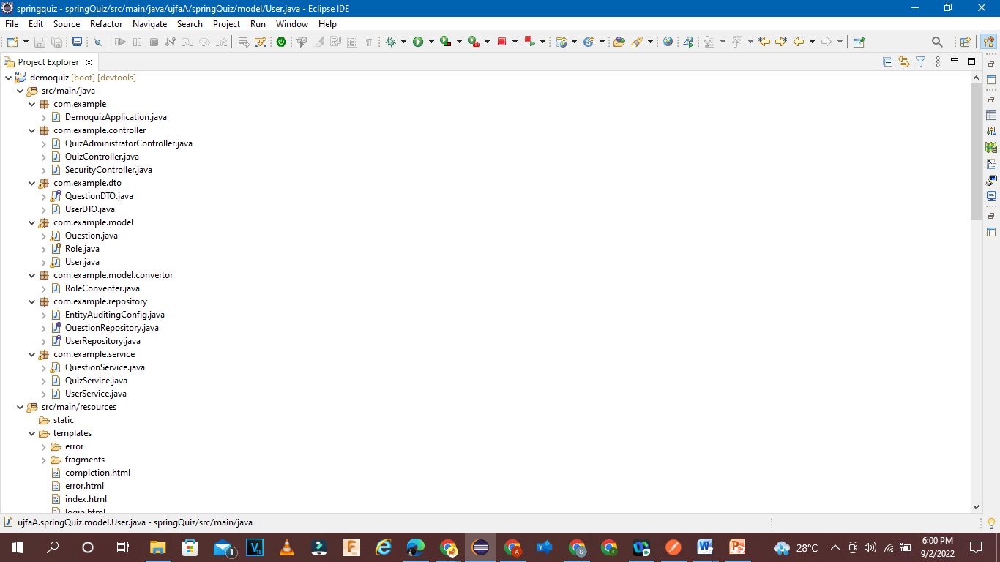 springquiz - springQuiz/src/main/java/ujfaA/springQuiz/model/User.java - Eclipse IDE
File Edit Source Refactor Navigate Search Project Run Window Help
Project Explorer
demoquiz [boot] [devtools]
src/main/java
com.example
DemoquizApplication.java
com.example.controller
QuizAdministratorController.java
QuizController.java
SecurityController.java
com.example.dto
QuestionDTO.java
UserDTO.java
com.example.model
Question.java
Role.java
User.java
com.example.model.convertor
RoleConventer.java
com.example.repository
EntityAuditingConfig.java
QuestionRepository.java
UserRepository.java
com.example.service
QuestionService.java
QuizService.java
UserService.java
src/main/resources
static
templates
error
fragments
completion.html
error.html
index.html
login.html
ujfaA.springQuiz.model.User.java - springQuiz/src/main/java
28°C
6:00 PM
9/2/2022